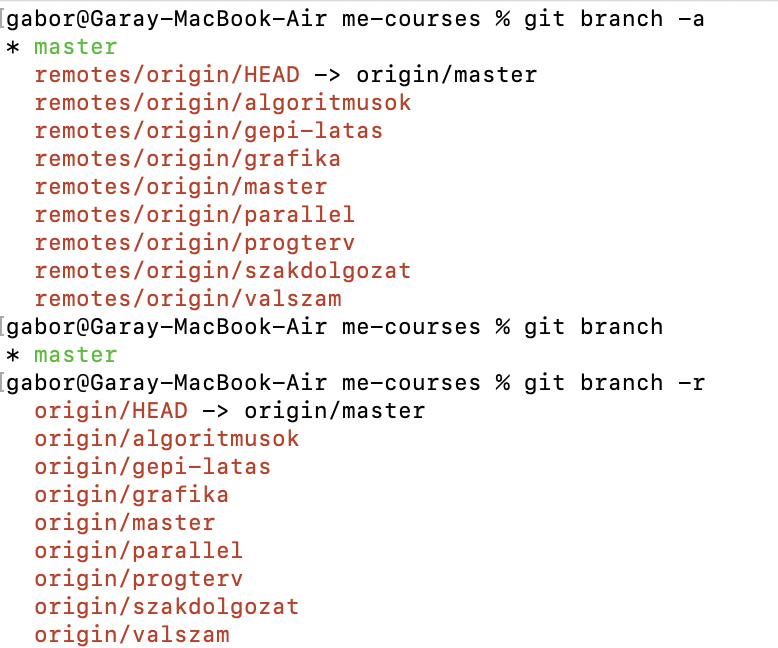 [gabor@Garay-MacBook-Air me-courses % git branch -a
* master
remotes/origin/HEAD -> origin/master
remotes/origin/algoritmusok
remotes/origin/gepi-latas
remotes/origin/grafika
remotes/origin/master
remotes/origin/parallel
remotes/origin/progterv
remotes/origin/szakdolgozat
remotes/origin/valszam
[gabor@Garay-MacBook-Air me-courses % git branch
* master
[gabor@Garay-MacBook-Air me-courses % git branch -r
origin/HEAD -> origin/master
origin/algoritmusok
origin/gepi-latas
origin/grafika
origin/master
origin/parallel
origin/progterv
origin/szakdolgozat
origin/valszam